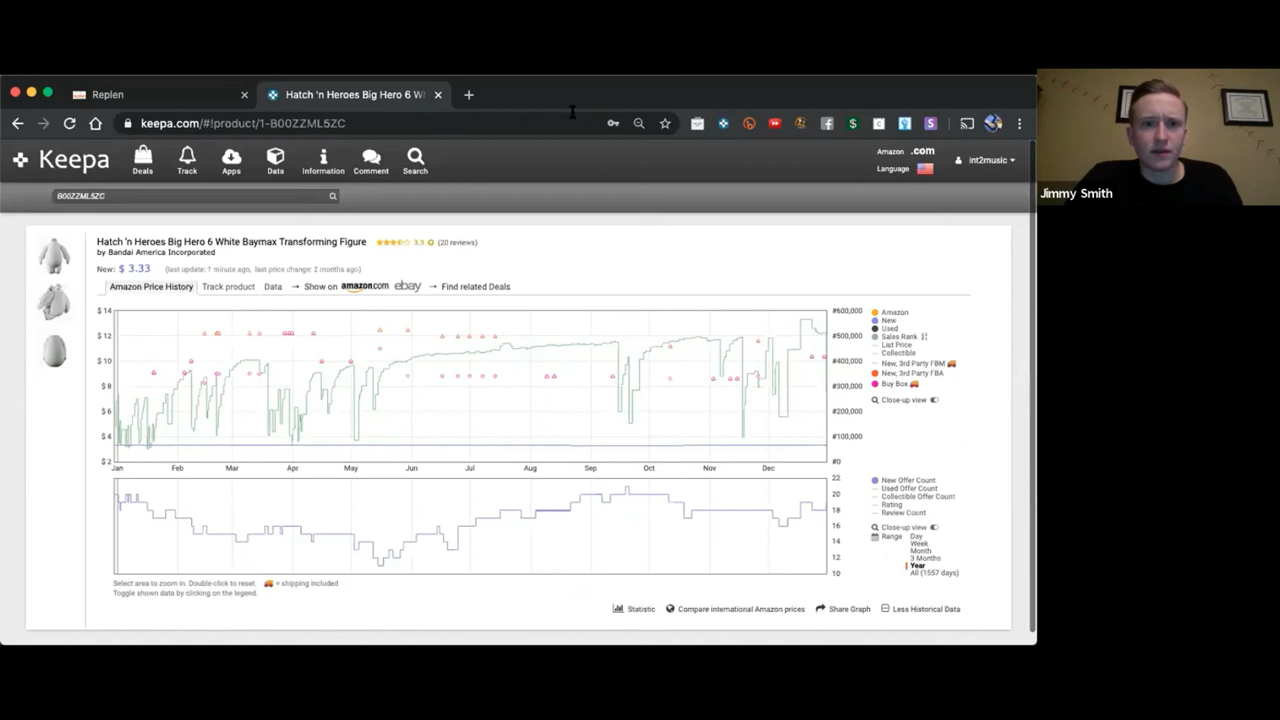 Replen
Hatch 'n Heroes Big Hero 6 Wh
keepa.com/#!product/1-B00ZZML5ZC
Keepa
Deals
Track
Apps
Data
Information
Comment
Search
Amazon .com
Language
int2music
Jimmy Smith
B00ZZML5ZC
Hatch 'n Heroes Big Hero 6 White Baymax Transforming Figure 3.3 (20 reviews)
by Bandai America Incorporated
New: $ 3.33 (last update: 1 minute ago, last price change: 2 months ago)
Amazon Price History Track product Data → Show on amazon.com ebay → Find related Deals
$ 14
$ 12
$ 10
$ 8
$ 6
$ 4
$ 2
#600,000
#500,000
#400,000
#300,000
#200,000
#100,000
#0
Jan Feb Mar Apr May Jun Jul Aug Sep Oct Nov Dec
Amazon
New
Used
Sales Rank
List Price
Collectible
New, 3rd Party FBM
New, 3rd Party FBA
Buy Box
Close-up view
22
20
18
16
14
12
10
New Offer Count
Used Offer Count
Collectible Offer Count
Rating
Review Count
Close-up view
Range Day
Week
Month
3 Months
Year
All (1557 days)
Select area to zoom in. Double-click to reset. = shipping included
Toggle shown data by clicking on the legend.
Statistic Compare international Amazon prices Share Graph Less Historical Data